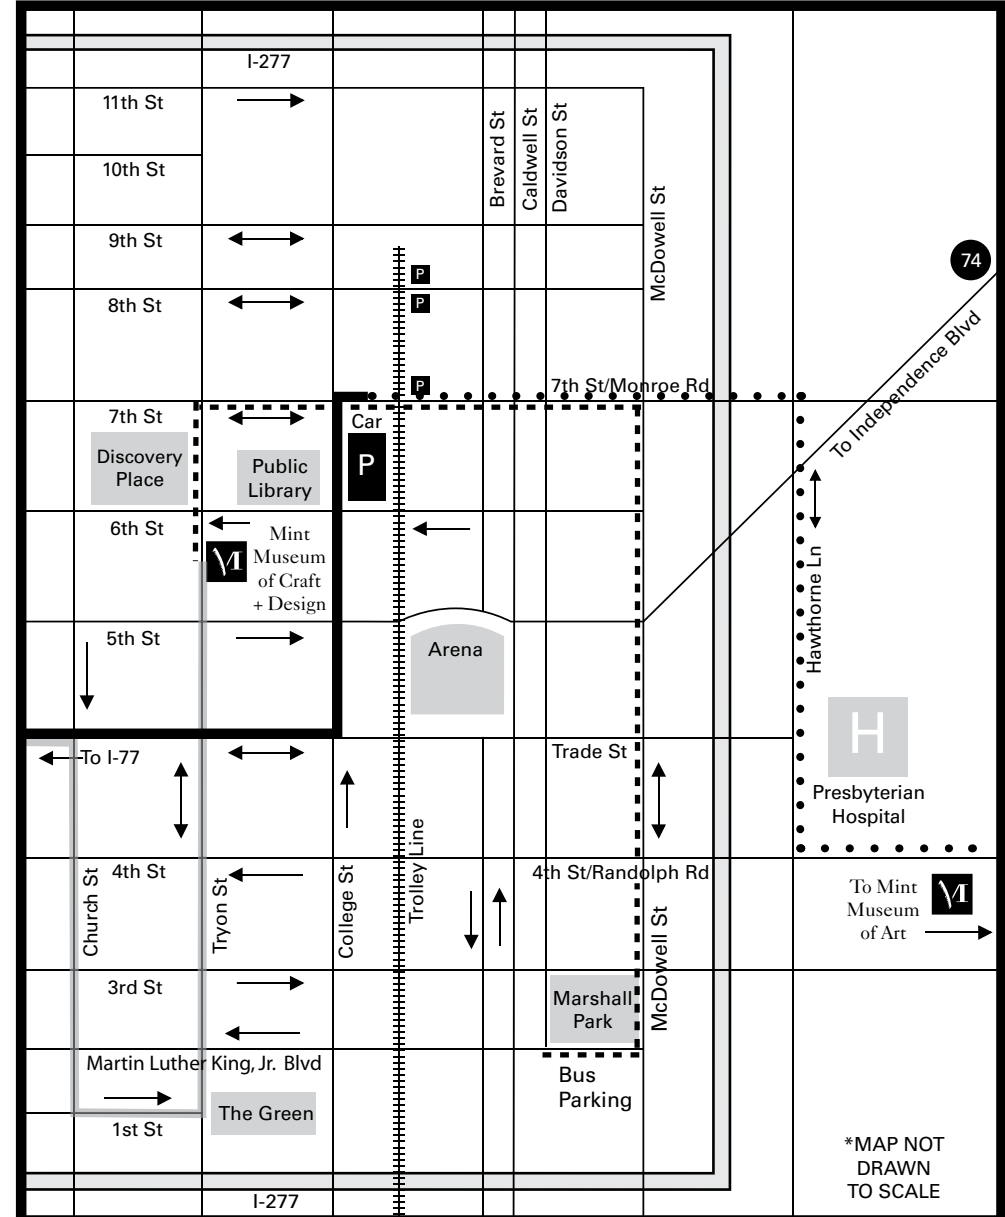 I-277
11th St
10th St
Brevard St
Caldwell St
Davidson St
McDowell St
9th St
74
P
8th St
P
To Independence Blvd
P
7th St/Monroe Rd
7th St
Car
P
Discovery
Place
Public
Library
6th St
M
Mint
Museum
of Craft
+ Design
Hawthorne Ln
5th St
Arena
H
Presbyterian
Hospital
To I-77
Trade St
4th St
4th St/Randolph Rd
Church St
Tryon St
College St
Trolley Line
McDowell St
To Mint
Museum
of Art
M
3rd St
Marshall
Park
Martin Luther King, Jr. Blvd
Bus
Parking
The Green
1st St
*MAP NOT
DRAWN
TO SCALE
I-277